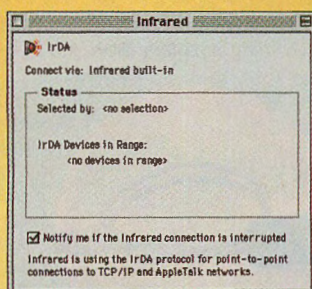 Infrared
IrDA
Connect via: Infrared built-in
Status
Selected by: <no selection>
IrDA Devices in Range:
<no devices in range>
Notify me if the Infrared connection is interrupted
Infrared is using the IrDA protocol for point-to-point
connections to TCP/IP and AppleTalk networks.